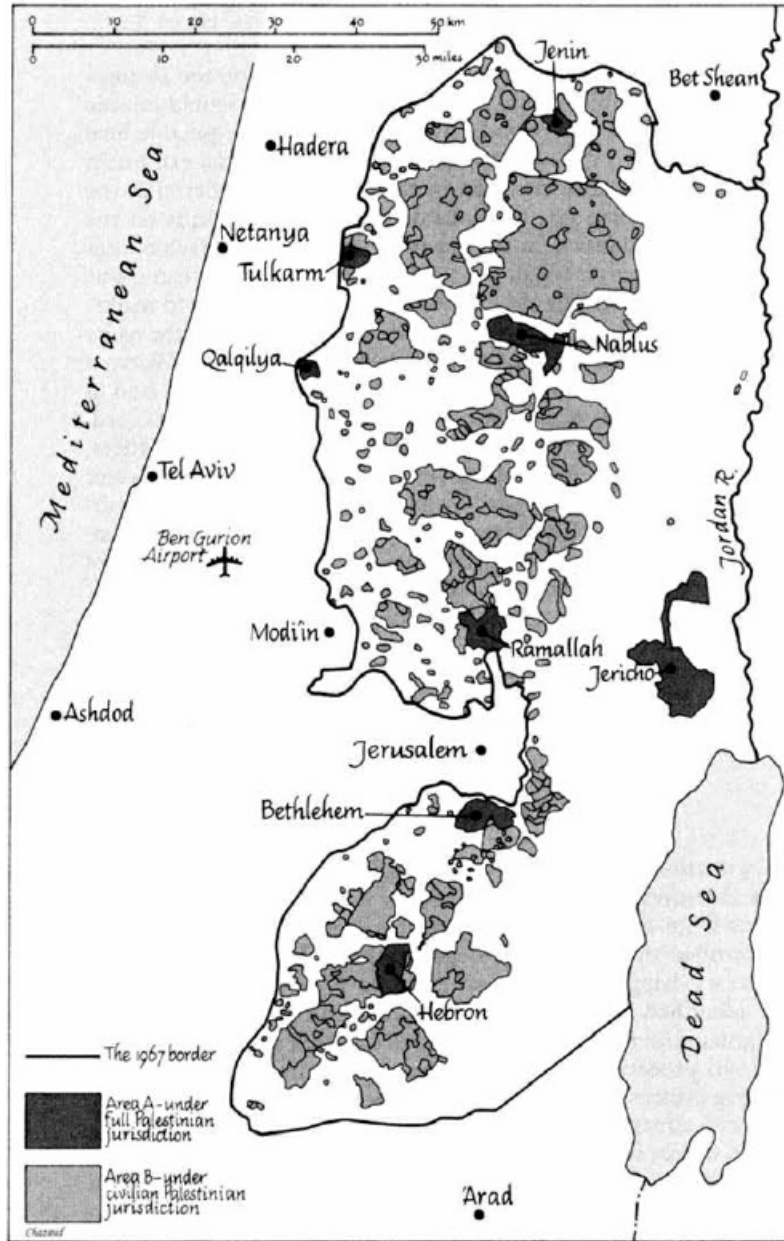 0 10 20 30 40 50 km
0 20 30 miles
Jenin
Bet Shean
Hadera
Mediterranean Sea
Netanya
Tulkarm
Nablus
Qalqilya
Tel Aviv
Jordan R.
Ben Gurion
Airport
Modi'in
Ramallah
Jericho
Ashdod
Jerusalem
Bethlehem
Dead Sea
Hebron
The 1967 border
Area A-under
full Palestinian
jurisdiction
Area B-under
civilian Palestinian
jurisdiction
'Arad